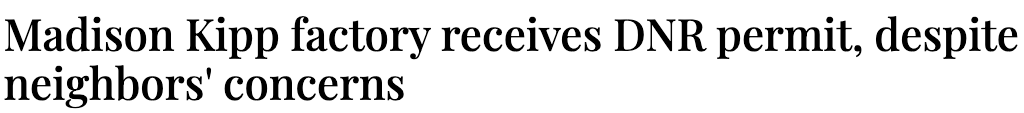 Madison Kipp factory receives DNR permit, despite
neighbors' concerns